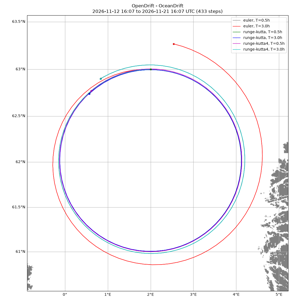 OpenDrift - OceanDrift
2026-11-12 16:07 to 2026-11-21 16:07 UTC (433 steps)
euler, T=0.5h
euler, T=3.0h
runge-kutta, T=0.5h
runge-kutta, T=3.0h
runge-kutta4, T=0.5h
runge-kutta4, T=3.0h
63.5°N
63°N
62.5°N
62°N
61.5°N
61°N
0°
1°E
2°E
3°E
4°E
5°E